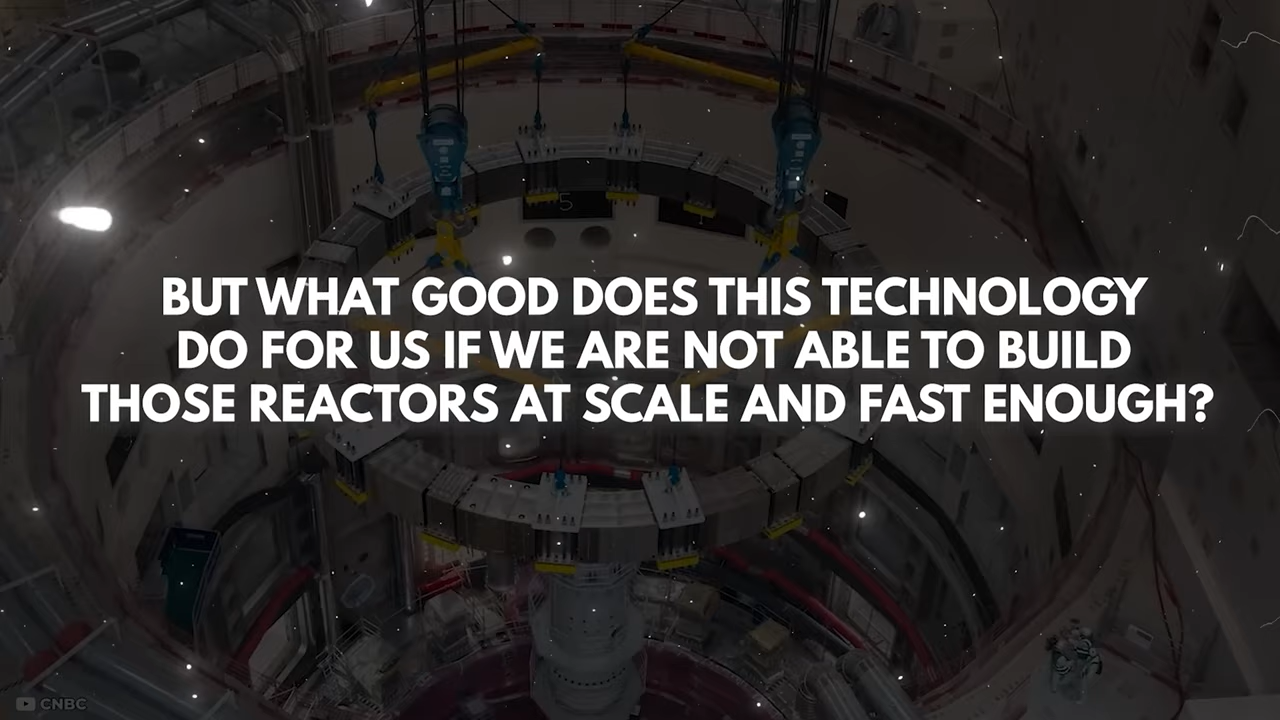 5
BUT WHAT GOOD DOES THIS TECHNOLOGY
DO FOR US IF WE ARE NOT ABLE TO BUILD
THOSE REACTORS AT SCALE AND FAST ENOUGH?
CNBC